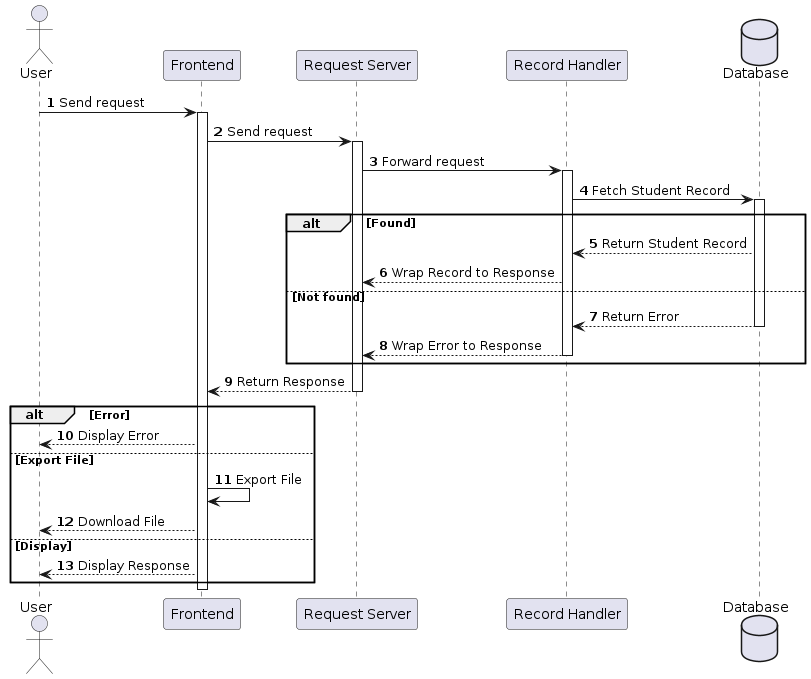 User
Frontend
Request Server
Record Handler
Database
1 Send request
2 Send request
3 Forward request
4 Fetch Student Record
alt [Found]
5 Return Student Record
6 Wrap Record to Response
[Not found]
7 Return Error
8 Wrap Error to Response
9 Return Response
alt [Error]
10 Display Error
[Export File]
11 Export File
12 Download File
[Display]
13 Display Response
User
Frontend
Request Server
Record Handler
Database